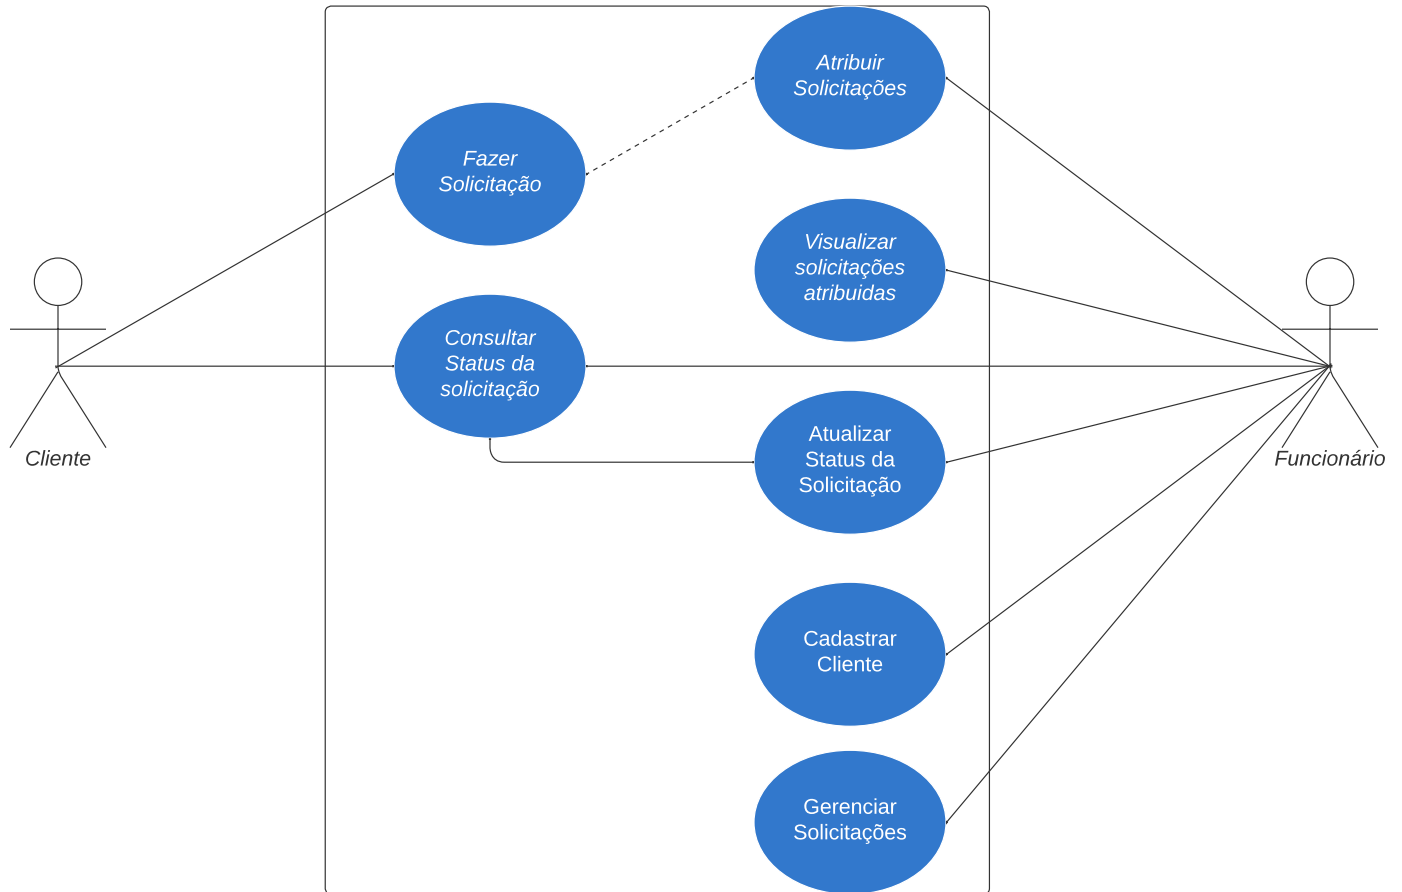 Atribuir
Solicitações
Fazer
Solicitação
Visualizar
solicitações
atribuidas
Consultar
Status da
solicitação
Atualizar
Status da
Solicitação
Cliente
Funcionário
Cadastrar
Cliente
Gerenciar
Solicitações